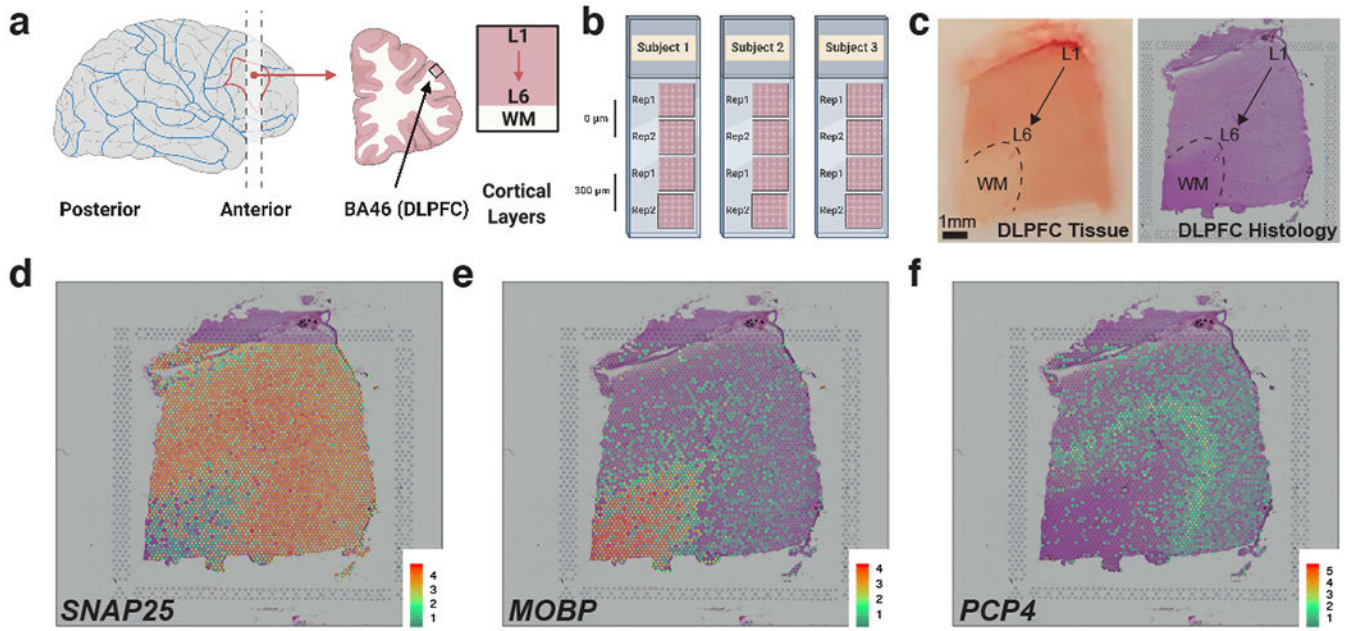 a
Posterior
Anterior
BA46 (DLPFC)
L1
L6
WM
Cortical
Layers
b
Subject 1
Subject 2
Subject 3
0 µm
300 µm
Rep1
Rep2
Rep1
Rep2
Rep1
Rep2
Rep1
Rep2
Rep1
Rep2
Rep1
Rep2
c
L1
L6
WM
1mm
DLPFC Tissue
L1
L6
WM
DLPFC Histology
d
4
3
2
1
SNAP25
e
4
3
2
1
MOBP
f
5
4
3
2
1
PCP4